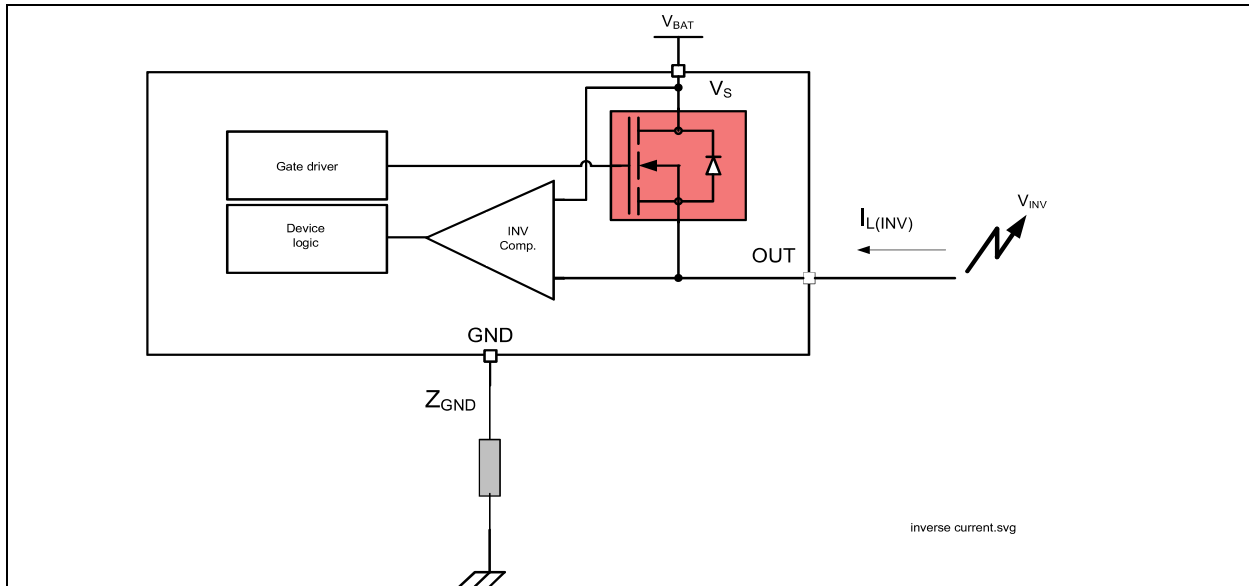 VBAT
VS
Gate driver
Device
logic
INV
Comp.
OUT
IL(INV)
VINV
GND
ZGND
inverse current.svg